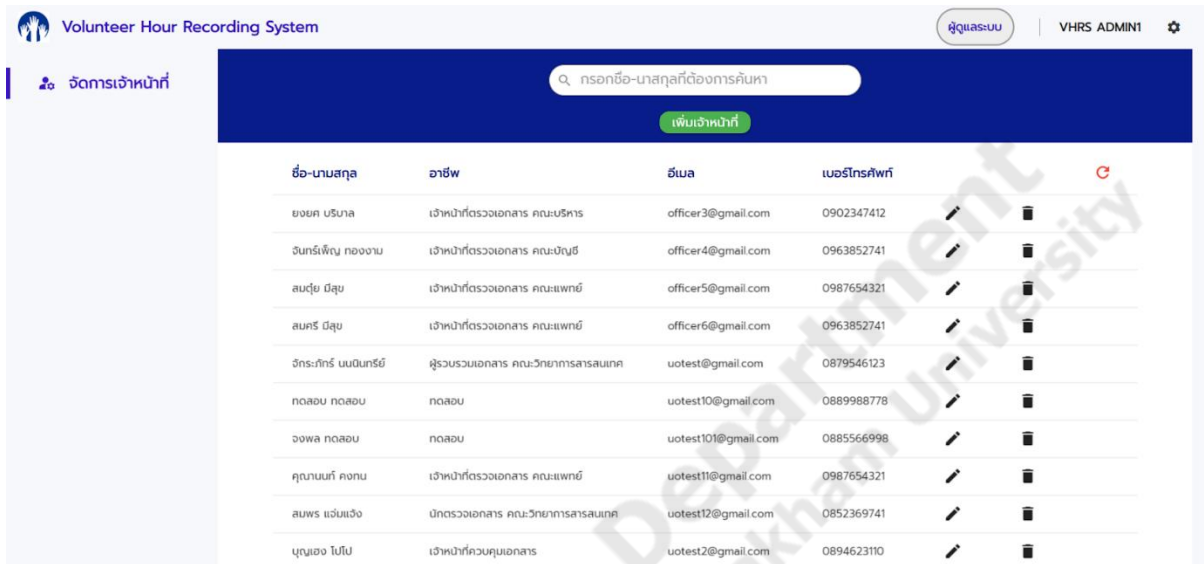 Volunteer Hour Recording System ผู้ดูแลระบบ VHRS ADMIN1
จัดการเจ้าหน้าที่
กรอกชื่อ-นาสกุลที่ต้องการค้นหา
เพิ่มเจ้าหน้าที่
ชื่อ-นามสกุล อาชีพ อีเมล เบอร์โทรศัพท์
ยงยศ บริบาล เจ้าหน้าที่ตรวจเอกสาร คณะบริหาร officer3@gmail.com 0902347412
จันทร์เพ็ญ ทองงาม เจ้าหน้าที่ตรวจเอกสาร คณะบัญชี officer4@gmail.com 0963852741
สมตุ๋ย มีสุข เจ้าหน้าที่ตรวจเอกสาร คณะแพทย์ officer5@gmail.com 0987654321
สมศรี มีสุข เจ้าหน้าที่ตรวจเอกสาร คณะแพทย์ officer6@gmail.com 0963852741
จักระภัทร์ นนนินทรีย์ ผู้รวบรวมเอกสาร คณะวิทยาการสารสนเทศ uotest@gmail.com 0879546123
ทดสอบ ทดสอบ ทดสอบ uotest10@gmail.com 0889988778
จงพล ทดสอบ ทดสอบ uotest101@gmail.com 0885566998
คุณานนท์ คงทน เจ้าหน้าที่ตรวจเอกสาร คณะแพทย์ uotest11@gmail.com 0987654321
สมพร แจ่มแจ้ง นักตรวจเอกสาร คณะวิทยาการสารสนเทศ uotest12@gmail.com 0852369741
บุญเฮง โปโป เจ้าหน้าที่ควบคุมเอกสาร uotest2@gmail.com 0894623110
Department
University